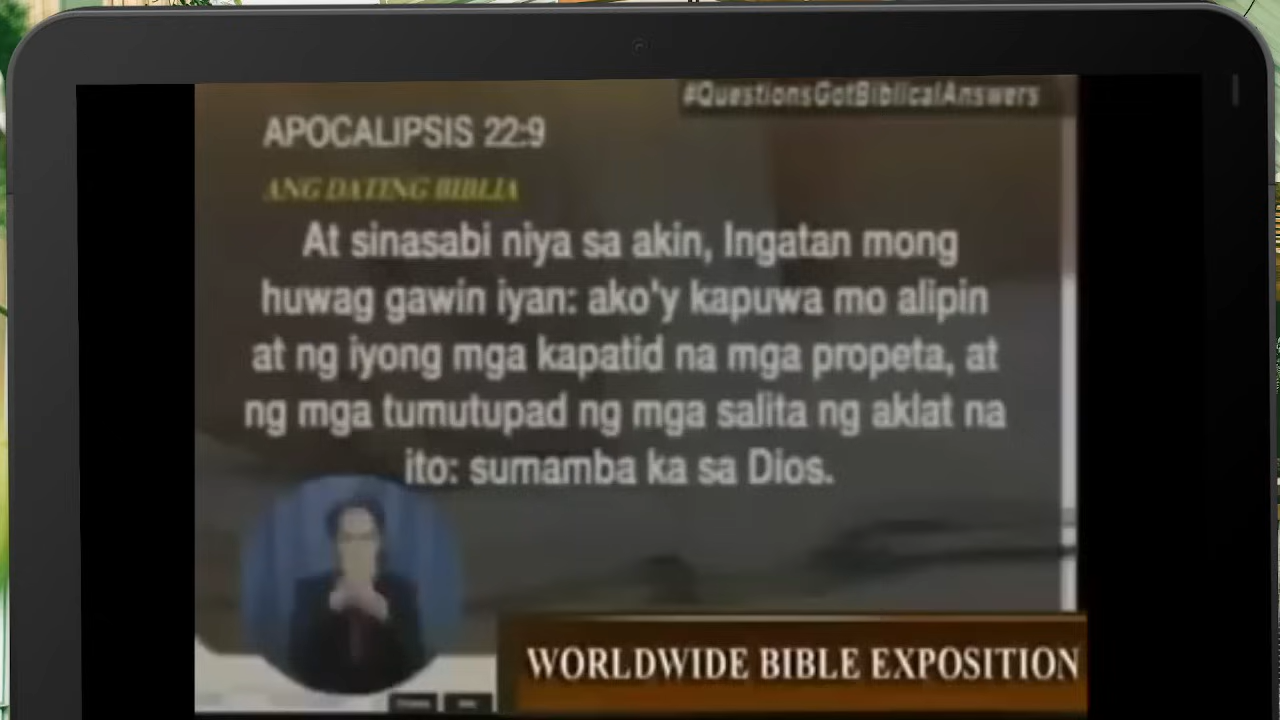 #QuestionsGotBiblicalAnswers
APOCALIPSIS 22:9
ANG DATING BIBLIA
At sinasabi niya sa akin, Ingatan mong
huwag gawin iyan: ako'y kapuwa mo alipin
at ng iyong mga kapatid na mga propeta, at
ng mga tumutupad ng mga salita ng aklat na
ito: sumamba ka sa Dios.
WORLDWIDE BIBLE EXPOSITION